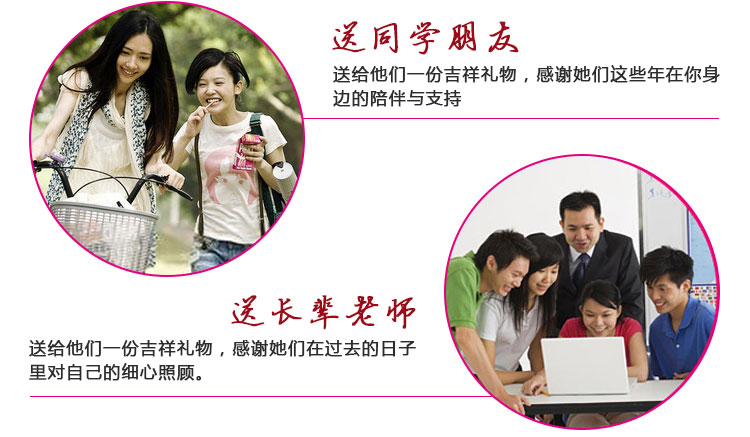 送同学朋友
送给他们一份吉祥礼物，感谢她们这些年在你身
边的陪伴与支持
送长辈老师
送给他们一份吉祥礼物，感谢她们在过去的日子
里对自己的细心照顾。